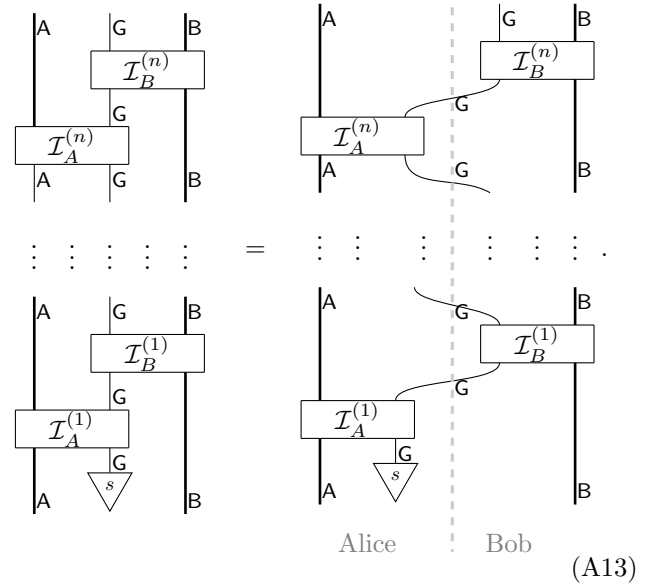 A G B A G B
𝓘_B^{(n)} 𝓘_B^{(n)}
G G
𝓘_A^{(n)} 𝓘_A^{(n)}
A G B A G B
⋮ ⋮ ⋮ ⋮ ⋮ = ⋮ ⋮ ⋮ ⋮ ⋮ ⋮ .
A G B A G B
𝓘_B^{(1)} 𝓘_B^{(1)}
G G
𝓘_A^{(1)} 𝓘_A^{(1)}
G G
s s
A B A B
Alice Bob
(A13)